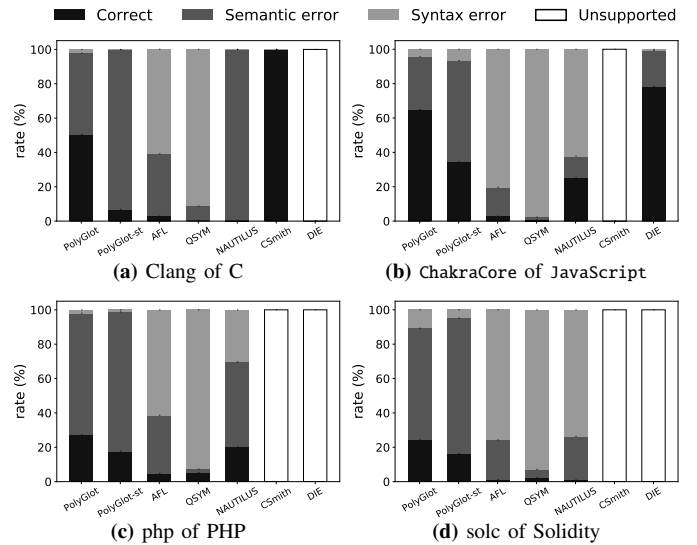 Correct Semantic error Syntax error Unsupported
100
80
60
40
20
0
rate (%)
PolyGlot PolyGlot-st AFL QSYM NAUTILUS CSmith DIE
(a) Clang of C
100
80
60
40
20
0
rate (%)
PolyGlot PolyGlot-st AFL QSYM NAUTILUS CSmith DIE
(b) ChakraCore of JavaScript
100
80
60
40
20
0
rate (%)
PolyGlot PolyGlot-st AFL QSYM NAUTILUS CSmith DIE
(c) php of PHP
100
80
60
40
20
0
rate (%)
PolyGlot PolyGlot-st AFL QSYM NAUTILUS CSmith DIE
(d) solc of Solidity